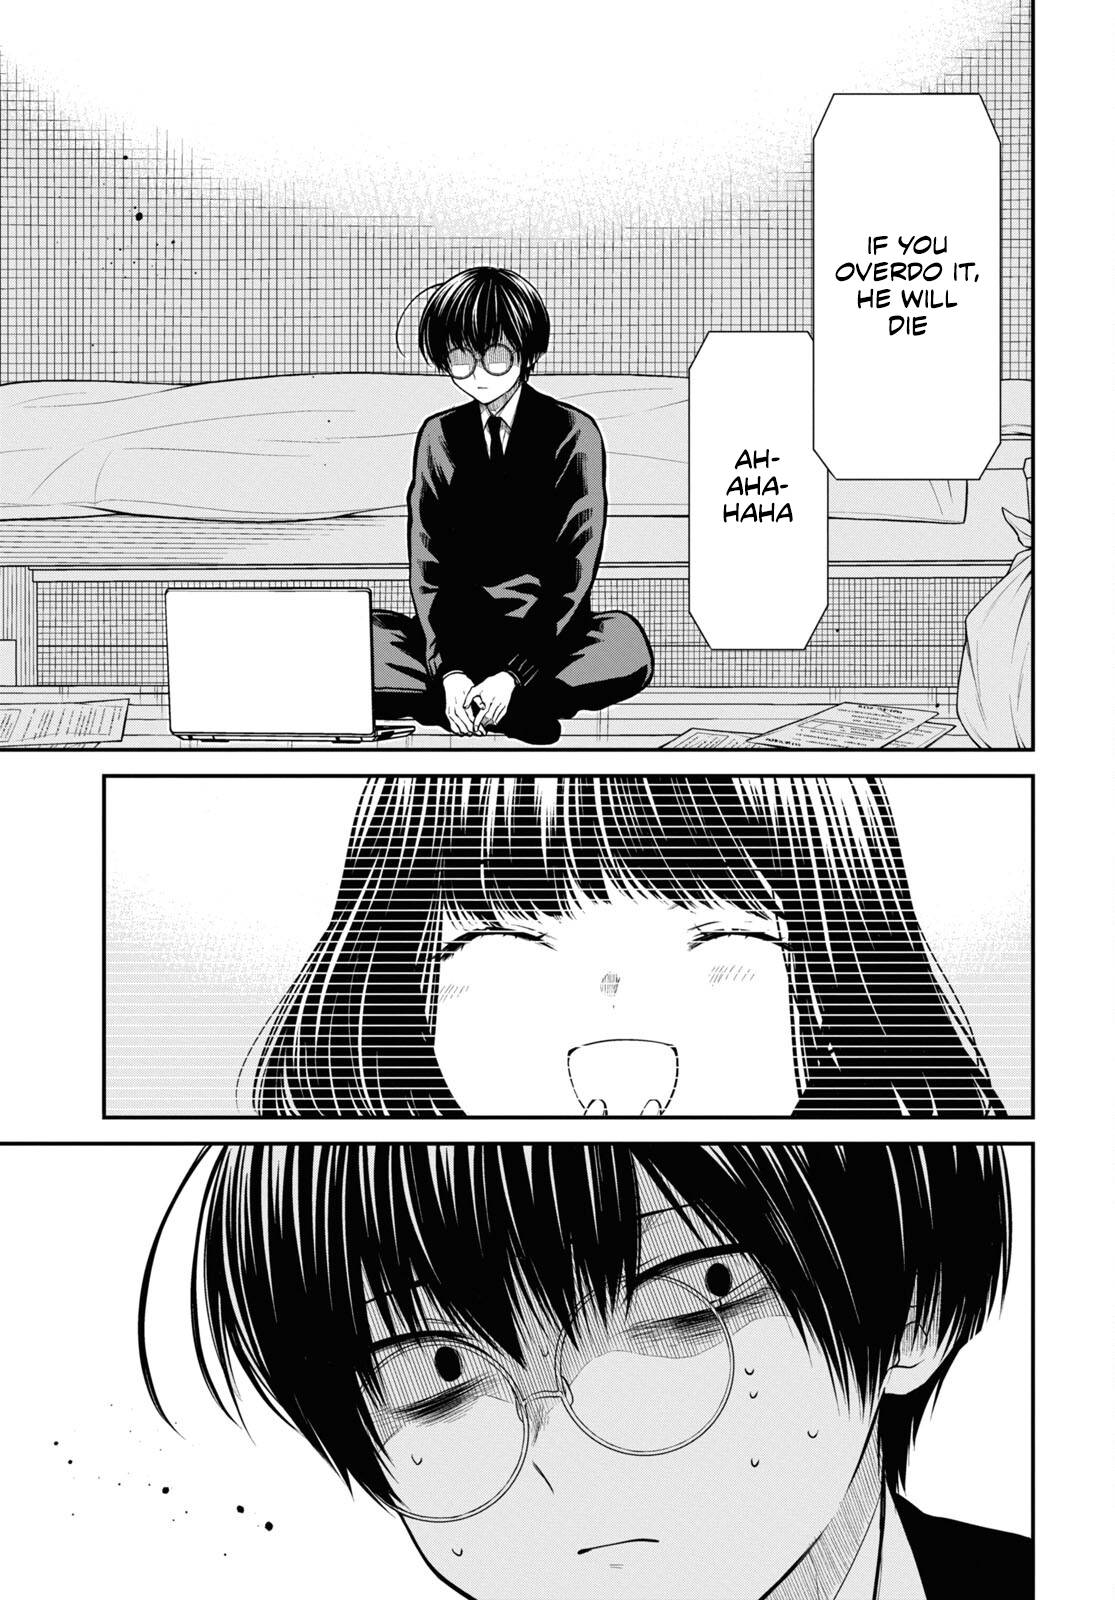 IF YOU
OVERDO IT,
HE WILL
DIE
AH-
AHA-
HAHA